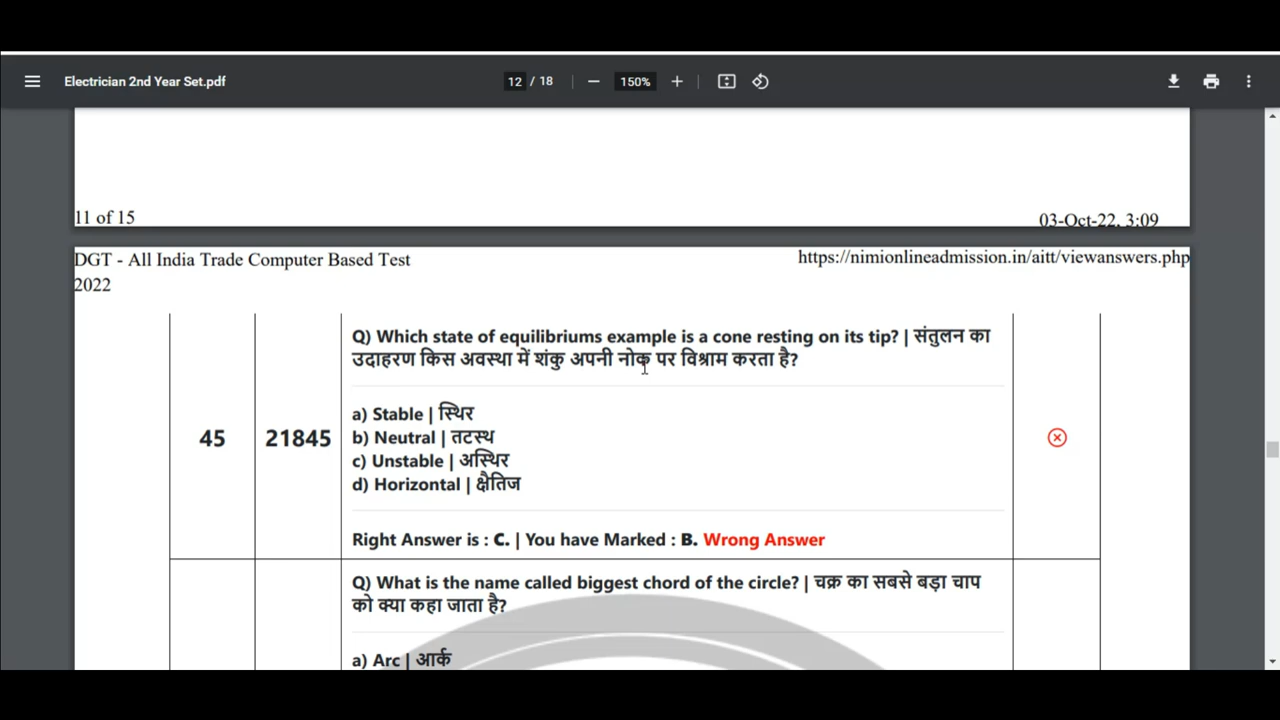 Electrician 2nd Year Set.pdf
12 / 18
150%
11 of 15
03-Oct-22, 3:09
DGT - All India Trade Computer Based Test
2022
https://nimionlineadmission.in/aitt/viewanswers.php
Q) Which state of equilibriums example is a cone resting on its tip? | संतुलन का
उदाहरण किस अवस्था में शंकु अपनी नोक पर विश्राम करता है?
a) Stable | स्थिर
b) Neutral | तटस्थ
45
21845
c) Unstable | अस्थिर
d) Horizontal | क्षैतिज
Right Answer is : C. | You have Marked : B. Wrong Answer
Q) What is the name called biggest chord of the circle? | चक्र का सबसे बड़ा चाप
को क्या कहा जाता है?
a) Arc | आर्क